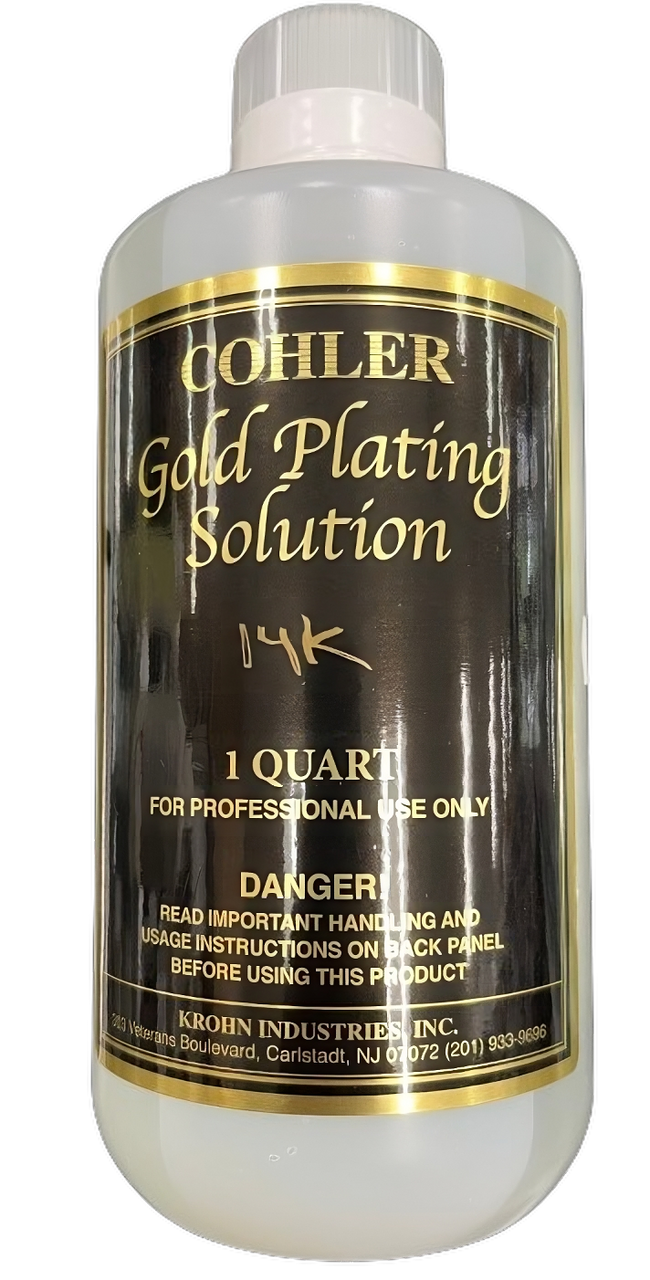 COHLER
Gold Plating
Solution
14K
1 QUART
FOR PROFESSIONAL USE ONLY
DANGER!
READ IMPORTANT HANDLING AND
USAGE INSTRUCTIONS ON BACK PANEL
BEFORE USING THIS PRODUCT
KROHN INDUSTRIES, INC.
Veterans Boulevard, Carlstadt, NJ 07072 (201) 933-9696